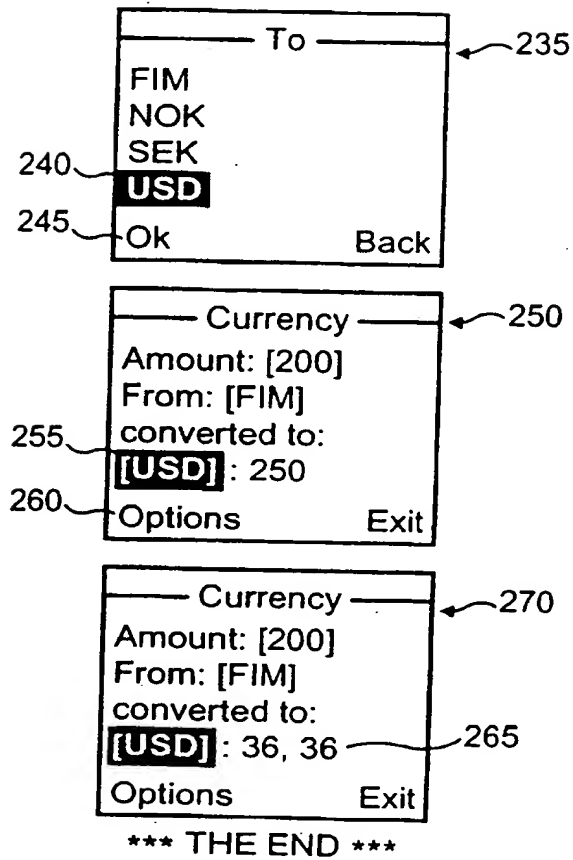 To
235
FIM
NOK
SEK
240
USD
245
Ok Back
Currency
250
Amount: [200]
From: [FIM]
converted to:
255
[USD] : 250
260
Options Exit
Currency
270
Amount: [200]
From: [FIM]
converted to:
[USD] : 36, 36
265
Options Exit
*** THE END ***